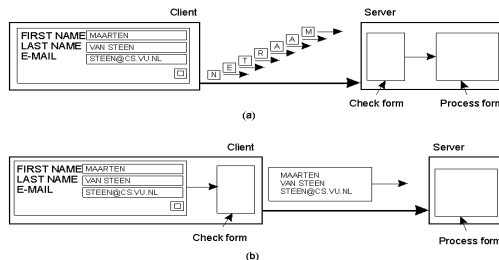 Client
Server
FIRST NAME MAARTEN
LAST NAME VAN STEEN
E-MAIL STEEN@CS.VU.NL
N E T R A A M
Check form
Process form
(a)
Client
Server
FIRST NAME MAARTEN
LAST NAME VAN STEEN
E-MAIL STEEN@CS.VU.NL
MAARTEN
VAN STEEN
STEEN@CS.VU.NL
Check form
Process form
(b)